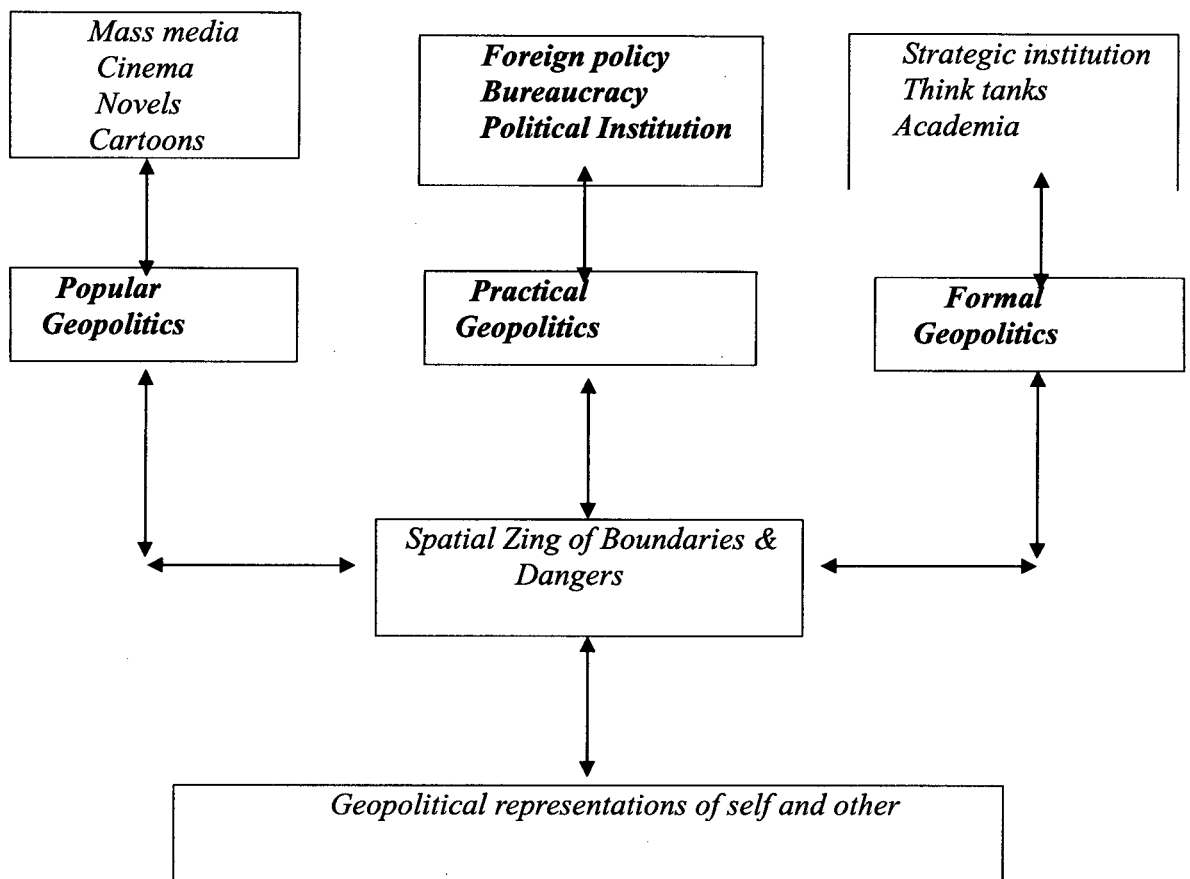 Mass media
Cinema
Novels
Cartoons
Foreign policy
Bureaucracy
Political Institution
Strategic institution
Think tanks
Academia
Popular
Geopolitics
Practical
Geopolitics
Formal
Geopolitics
Spatial Zing of Boundaries &
Dangers
Geopolitical representations of self and other